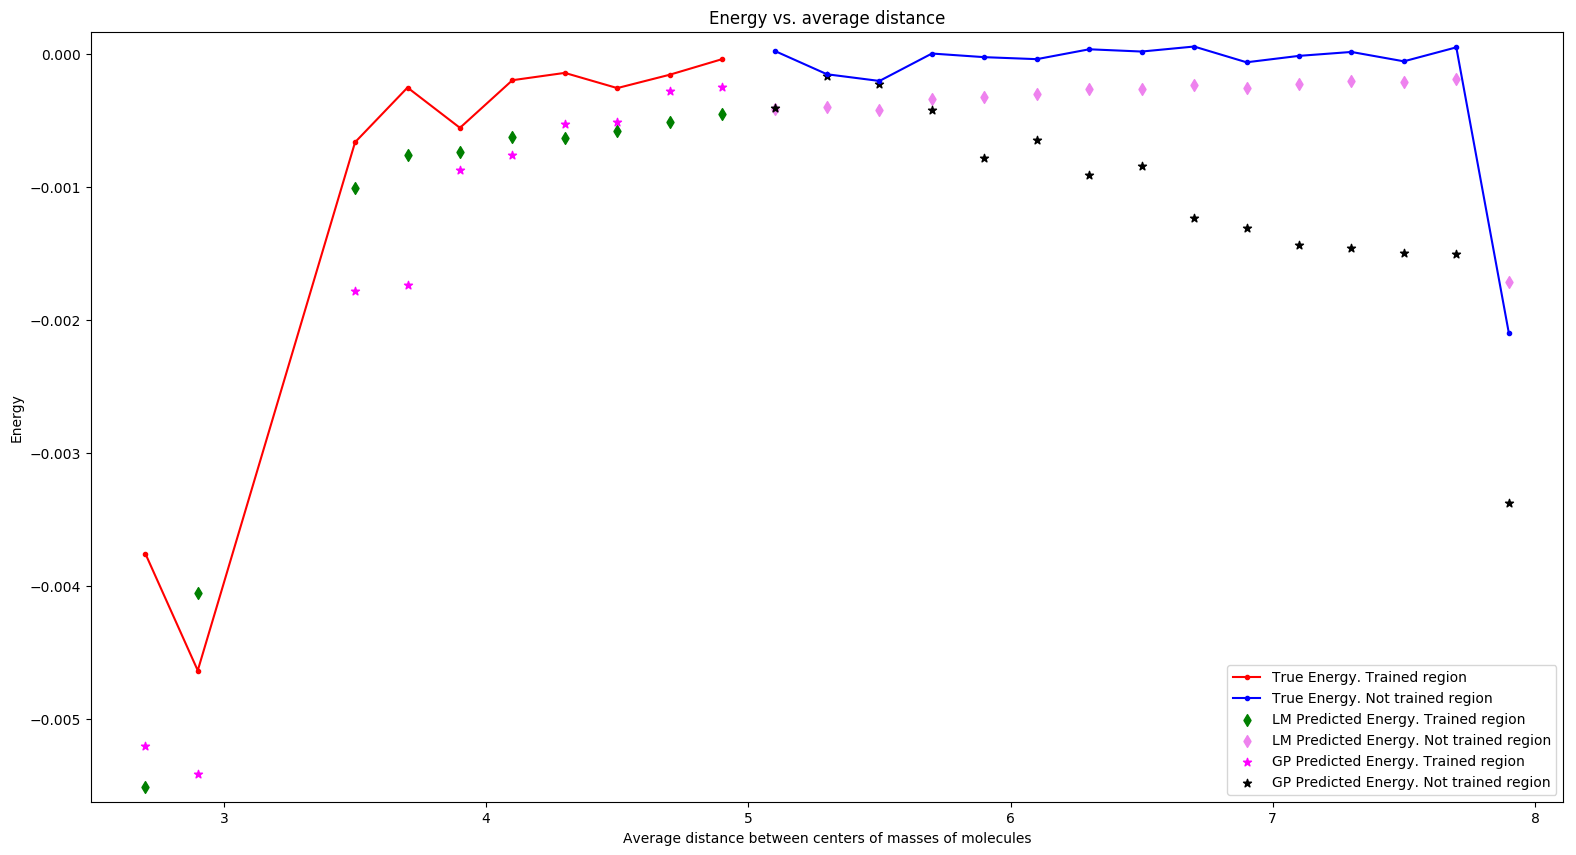 Energy vs. average distance
0.000
−0.001
−0.002
−0.003
−0.004
−0.005
Energy
3 4 5 6 7 8
Average distance between centers of masses of molecules
True Energy. Trained region
True Energy. Not trained region
LM Predicted Energy. Trained region
LM Predicted Energy. Not trained region
GP Predicted Energy. Trained region
GP Predicted Energy. Not trained region